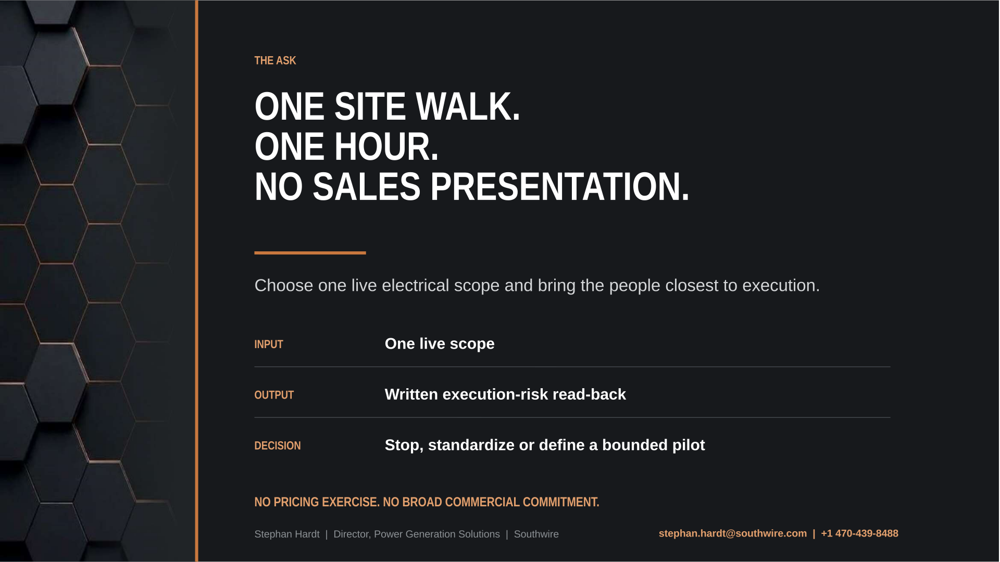 THE ASK
ONE SITE WALK.
ONE HOUR.
NO SALES PRESENTATION.
Choose one live electrical scope and bring the people closest to execution.
INPUT One live scope
OUTPUT Written execution-risk read-back
DECISION Stop, standardize or define a bounded pilot
NO PRICING EXERCISE. NO BROAD COMMERCIAL COMMITMENT.
Stephan Hardt | Director, Power Generation Solutions | Southwire stephan.hardt@southwire.com | +1 470-439-8488